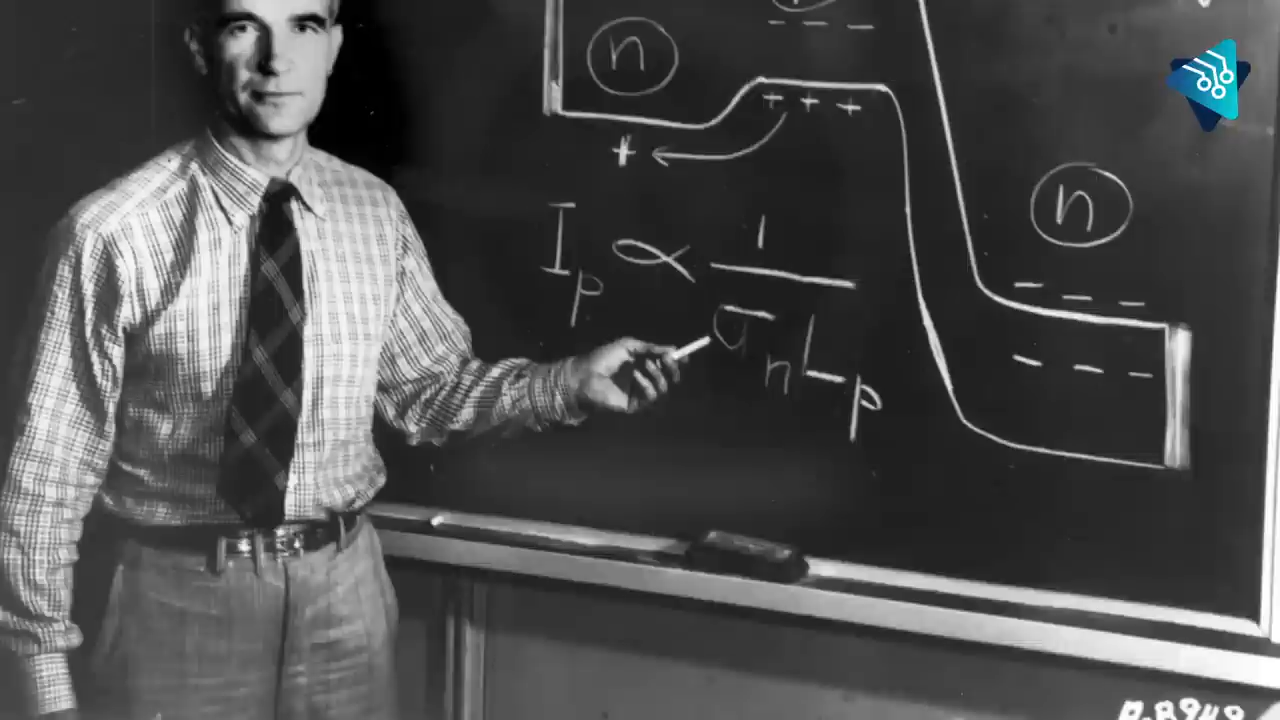 n
- - -
+ + +
+
n
I_p ∝ 1 / σ_n L_p
- - -
- - -